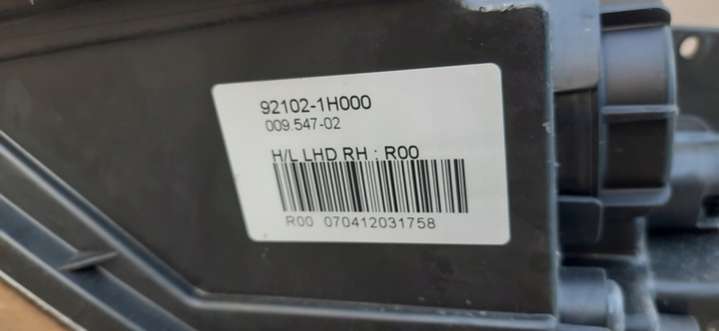 92102-1H000
009.547-02
H/L LHD RH : R00
R00 070412031758